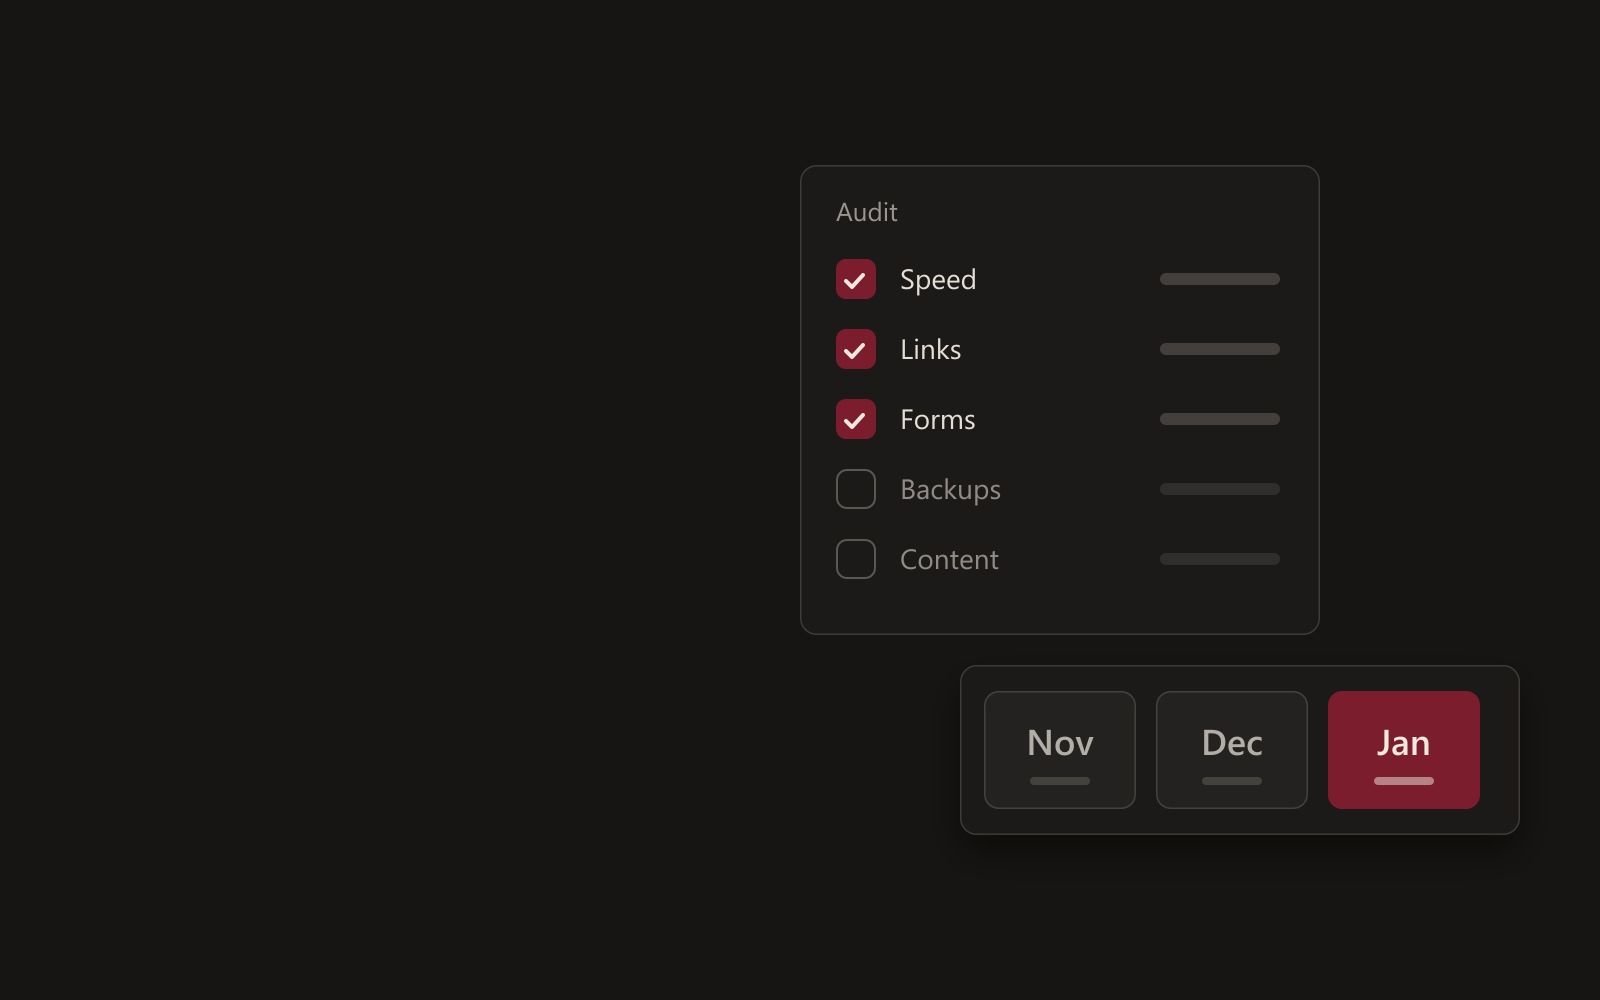 Audit
Speed
Links
Forms
Backups
Content
Nov Dec Jan